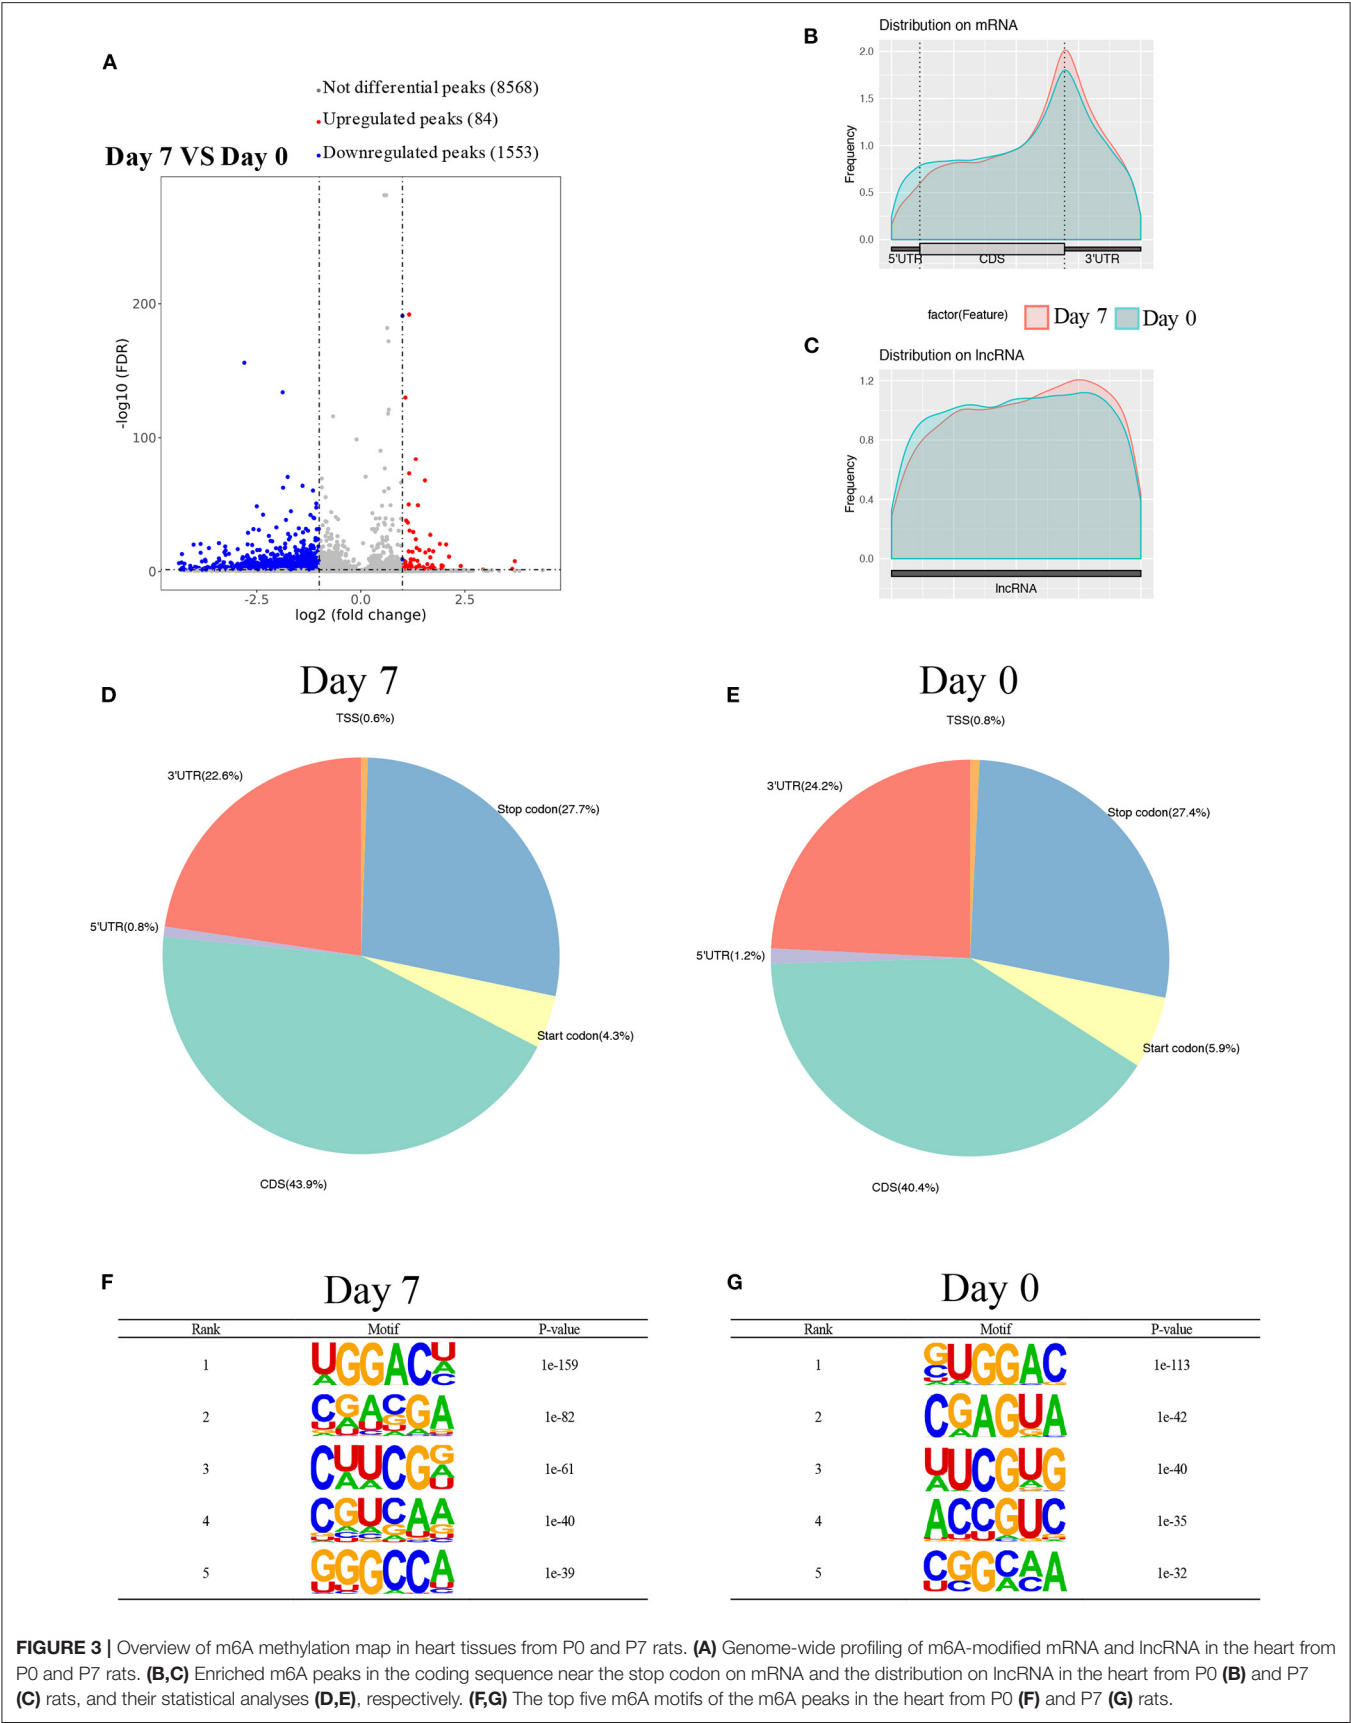 A
Not differential peaks (8568)
Upregulated peaks (84)
Downregulated peaks (1553)
Day 7 VS Day 0
-log10 (FDR)
200
100
0
-2.5 0.0 2.5
log2 (fold change)
B
Distribution on mRNA
Frequency
2.0
1.5
1.0
0.5
0.0
5'UTR CDS 3'UTR
factor(Feature) Day 7 Day 0
C
Distribution on lncRNA
Frequency
1.2
0.8
0.4
0.0
lncRNA
D
Day 7
TSS(0.6%)
3'UTR(22.6%)
Stop codon(27.7%)
5'UTR(0.8%)
Start codon(4.3%)
CDS(43.9%)
E
Day 0
TSS(0.8%)
3'UTR(24.2%)
Stop codon(27.4%)
5'UTR(1.2%)
Start codon(5.9%)
CDS(40.4%)
F
Day 7
Rank Motif P-value
1 UGGACU 1e-159
2 CGACGA 1e-82
3 CUUCGG 1e-61
4 CGUCAA 1e-40
5 GGGCCA 1e-39
G
Day 0
Rank Motif P-value
1 GUGGAC 1e-113
2 CGAGUA 1e-42
3 UUCGUG 1e-40
4 ACCGUC 1e-35
5 CGGCAA 1e-32
FIGURE 3 | Overview of m6A methylation map in heart tissues from P0 and P7 rats. (A) Genome-wide profiling of m6A-modified mRNA and lncRNA in the heart from
P0 and P7 rats. (B,C) Enriched m6A peaks in the coding sequence near the stop codon on mRNA and the distribution on lncRNA in the heart from P0 (B) and P7
(C) rats, and their statistical analyses (D,E), respectively. (F,G) The top five m6A motifs of the m6A peaks in the heart from P0 (F) and P7 (G) rats.